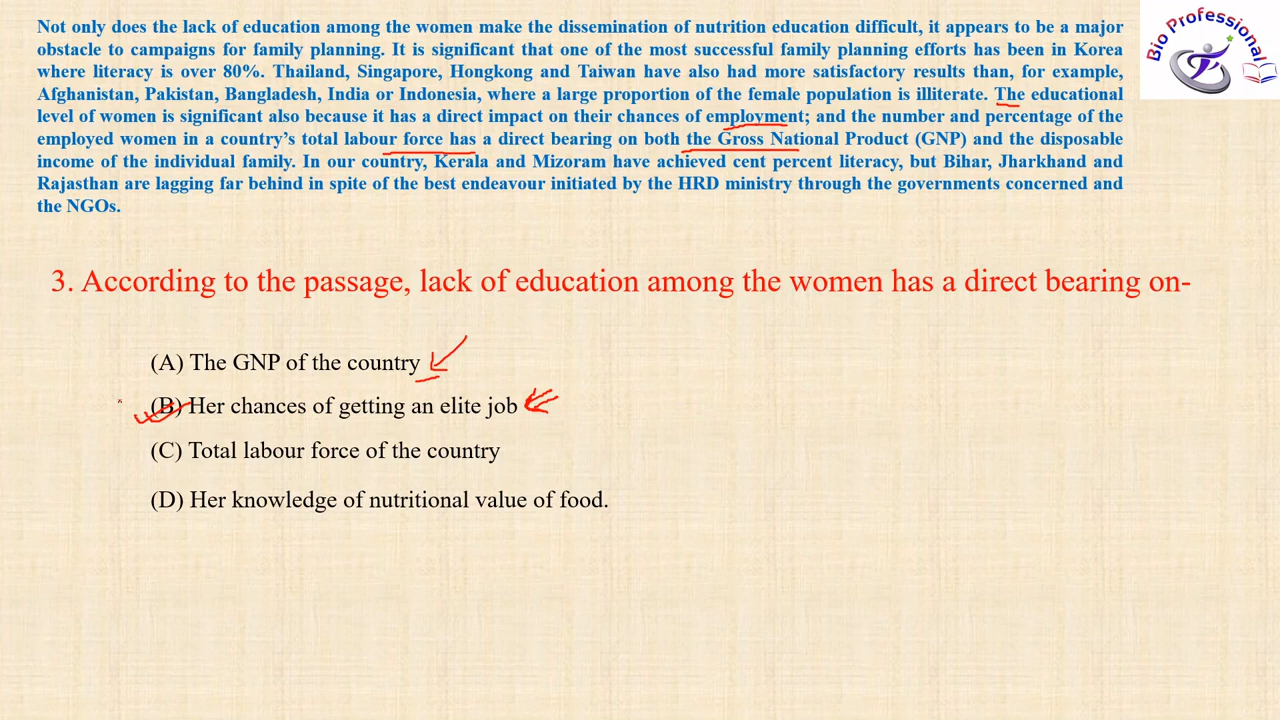 Not only does the lack of education among the women make the dissemination of nutrition education difficult, it appears to be a major
obstacle to campaigns for family planning. It is significant that one of the most successful family planning efforts has been in Korea
where literacy is over 80%. Thailand, Singapore, Hongkong and Taiwan have also had more satisfactory results than, for example,
Afghanistan, Pakistan, Bangladesh, India or Indonesia, where a large proportion of the female population is illiterate. The educational
level of women is significant also because it has a direct impact on their chances of employment; and the number and percentage of the
employed women in a country's total labour force has a direct bearing on both the Gross National Product (GNP) and the disposable
income of the individual family. In our country, Kerala and Mizoram have achieved cent percent literacy, but Bihar, Jharkhand and
Rajasthan are lagging far behind in spite of the best endeavour initiated by the HRD ministry through the governments concerned and
the NGOs.
Bio Professional
3. According to the passage, lack of education among the women has a direct bearing on-
(A) The GNP of the country
(B) Her chances of getting an elite job
(C) Total labour force of the country
(D) Her knowledge of nutritional value of food.